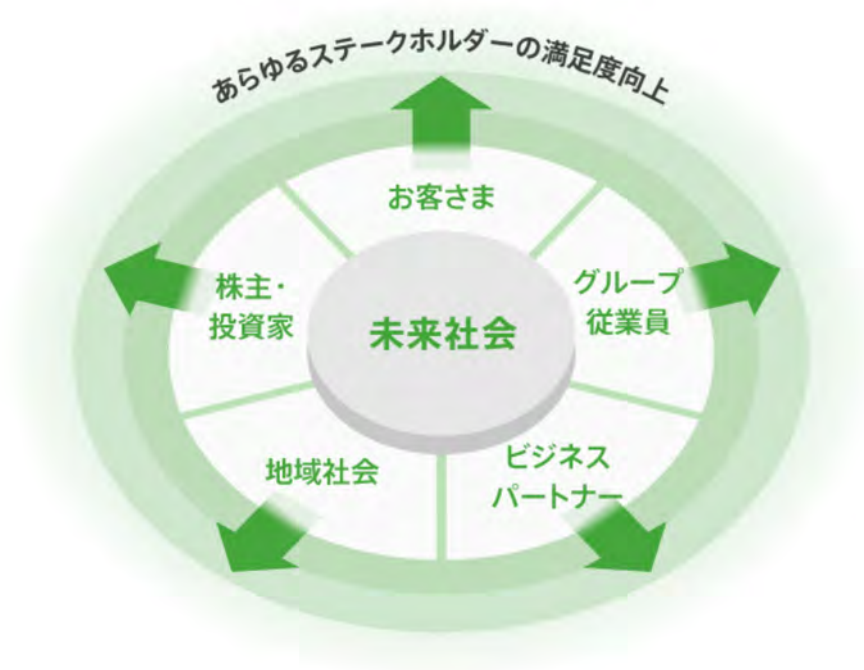 あらゆるステークホルダーの満足度向上
お客さま
株主・
投資家
グループ
従業員
未来社会
地域社会
ビジネス
パートナー